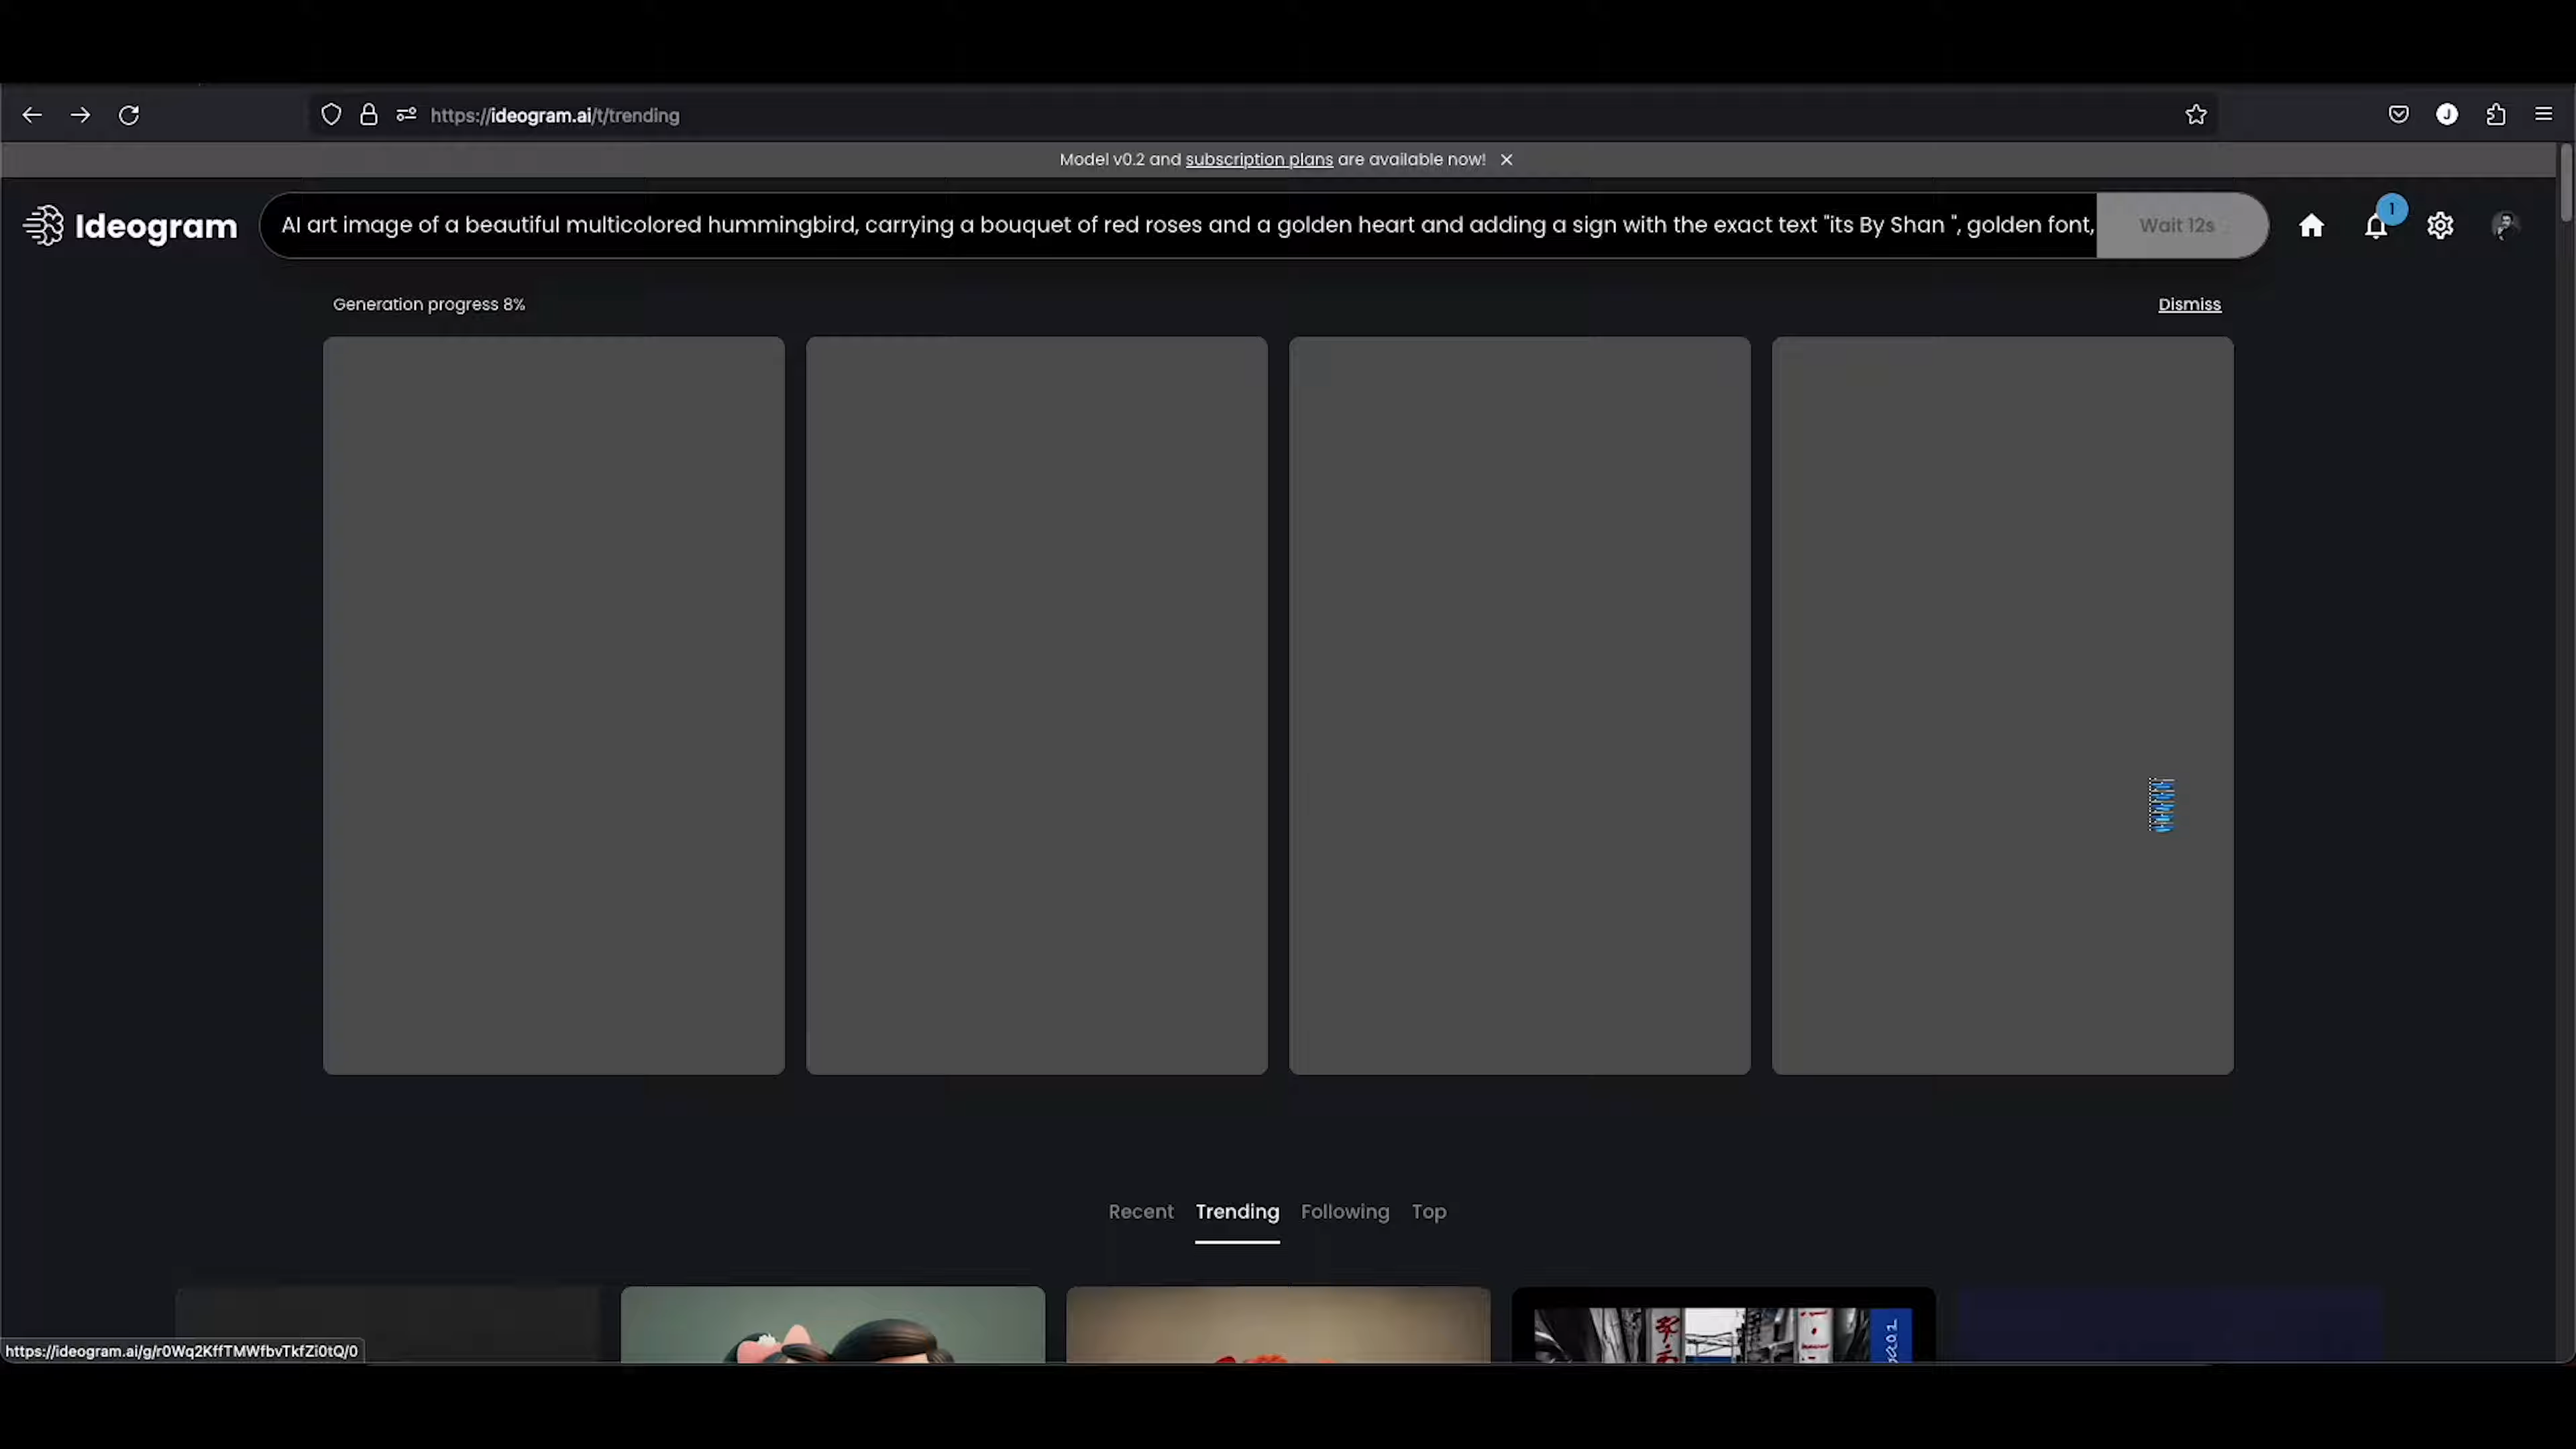 https://ideogram.ai/t/trending
J
Model v0.2 and subscription plans are available now!
Ideogram
AI art image of a beautiful multicolored hummingbird, carrying a bouquet of red roses and a golden heart and adding a sign with the exact text "its By Shan ", golden font,
Wait 12s
1
Generation progress 8%
Dismiss
Recent Trending Following Top
https://ideogram.ai/g/r0Wq2KffTMWfbvTkfZi0tQ/0